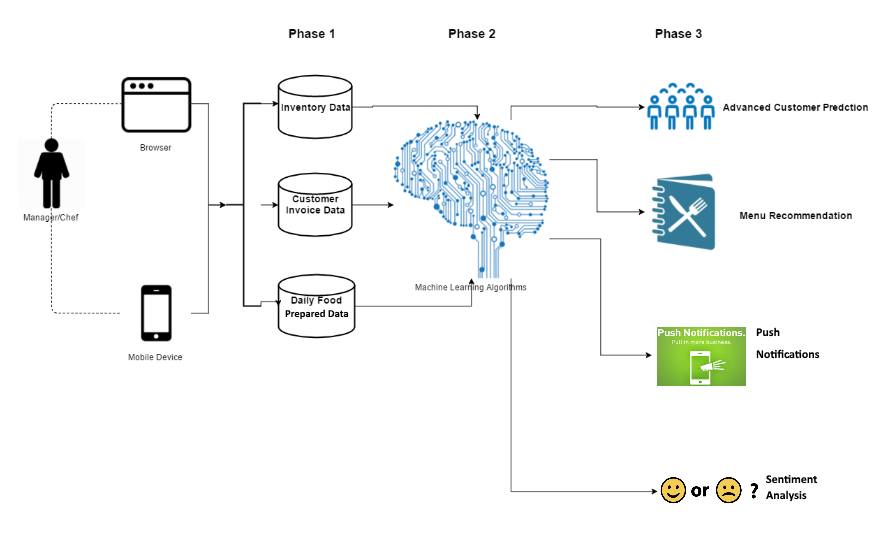 Phase 1
Phase 2
Phase 3
Inventory Data
Advanced Customer Predction
Browser
Manager/Chef
Customer
Invoice Data
Menu Recommendation
Machine Learning Algorithms
Daily Food
Prepared Data
Mobile Device
Push Notifications.
Pull in more business.
Push
Notifications
or
?
Sentiment
Analysis